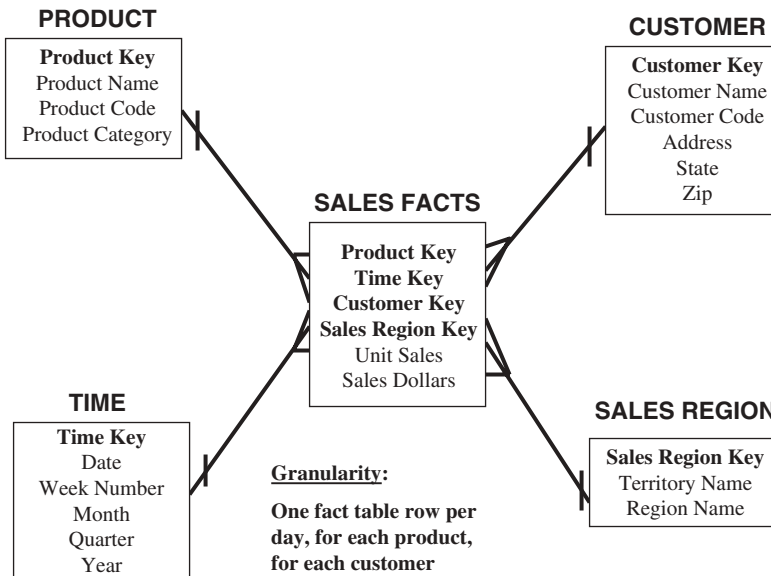 PRODUCT
Product Key
Product Name
Product Code
Product Category
CUSTOMER
Customer Key
Customer Name
Customer Code
Address
State
Zip
SALES FACTS
Product Key
Time Key
Customer Key
Sales Region Key
Unit Sales
Sales Dollars
TIME
Time Key
Date
Week Number
Month
Quarter
Year
Granularity:
One fact table row per
day, for each product,
for each customer
SALES REGION
Sales Region Key
Territory Name
Region Name